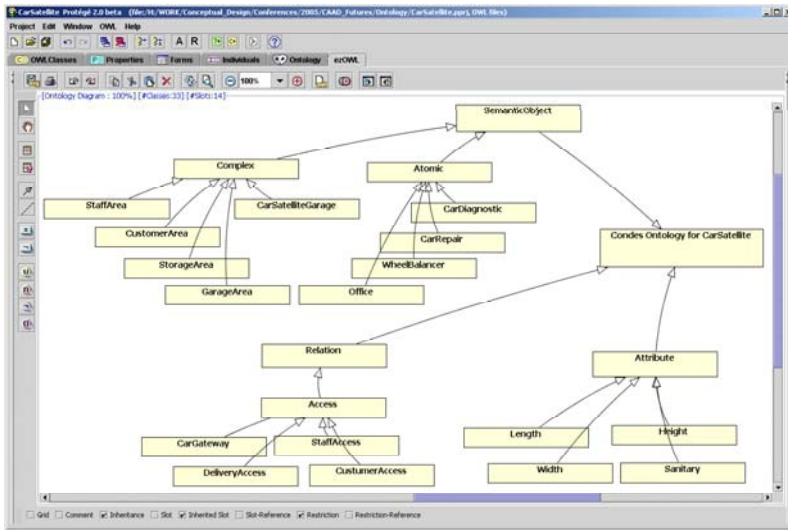 CarSatellite Protégé 2.0 beta (file:/H:/WORK/Conceptual_Design/Conferences/2005/CAAD_Futures/Ontology/CarSatellite.pprj, OWL files)
Project Edit Window OWL Help
OWLClasses Properties Forms Individuals Ontology ezOWL
100%
[Ontology Diagram : 100%] [#Classes:33] [#Slots:14]
SemanticObject
Complex
Atomic
StaffArea
CarSatelliteGarage
CarDiagnostic
CustomerArea
CarRepair
Condes Ontology for CarSatellite
StorageArea
WheelBalancer
GarageArea
Office
Relation
Attribute
Access
CarGateway
StaffAccess
Length
Height
DeliveryAccess
CustumerAccess
Width
Sanitary
Grid Comment Inheritance Slot Inherited Slot Slot-Reference Restriction Restriction-Reference